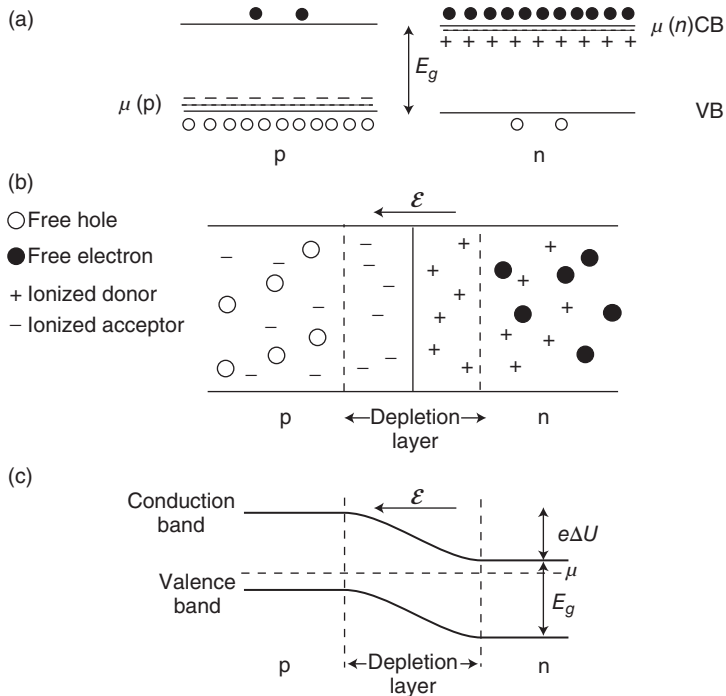 (a)
μ (n)CB
+ + + + + + + + +
E_g
− − − − − − − − −
μ (p)
VB
p
n
(b)
ℰ
Free hole
Free electron
+ Ionized donor
− Ionized acceptor
p
Depletion
layer
n
(c)
ℰ
Conduction
band
eΔU
μ
Valence
band
E_g
p
Depletion
layer
n